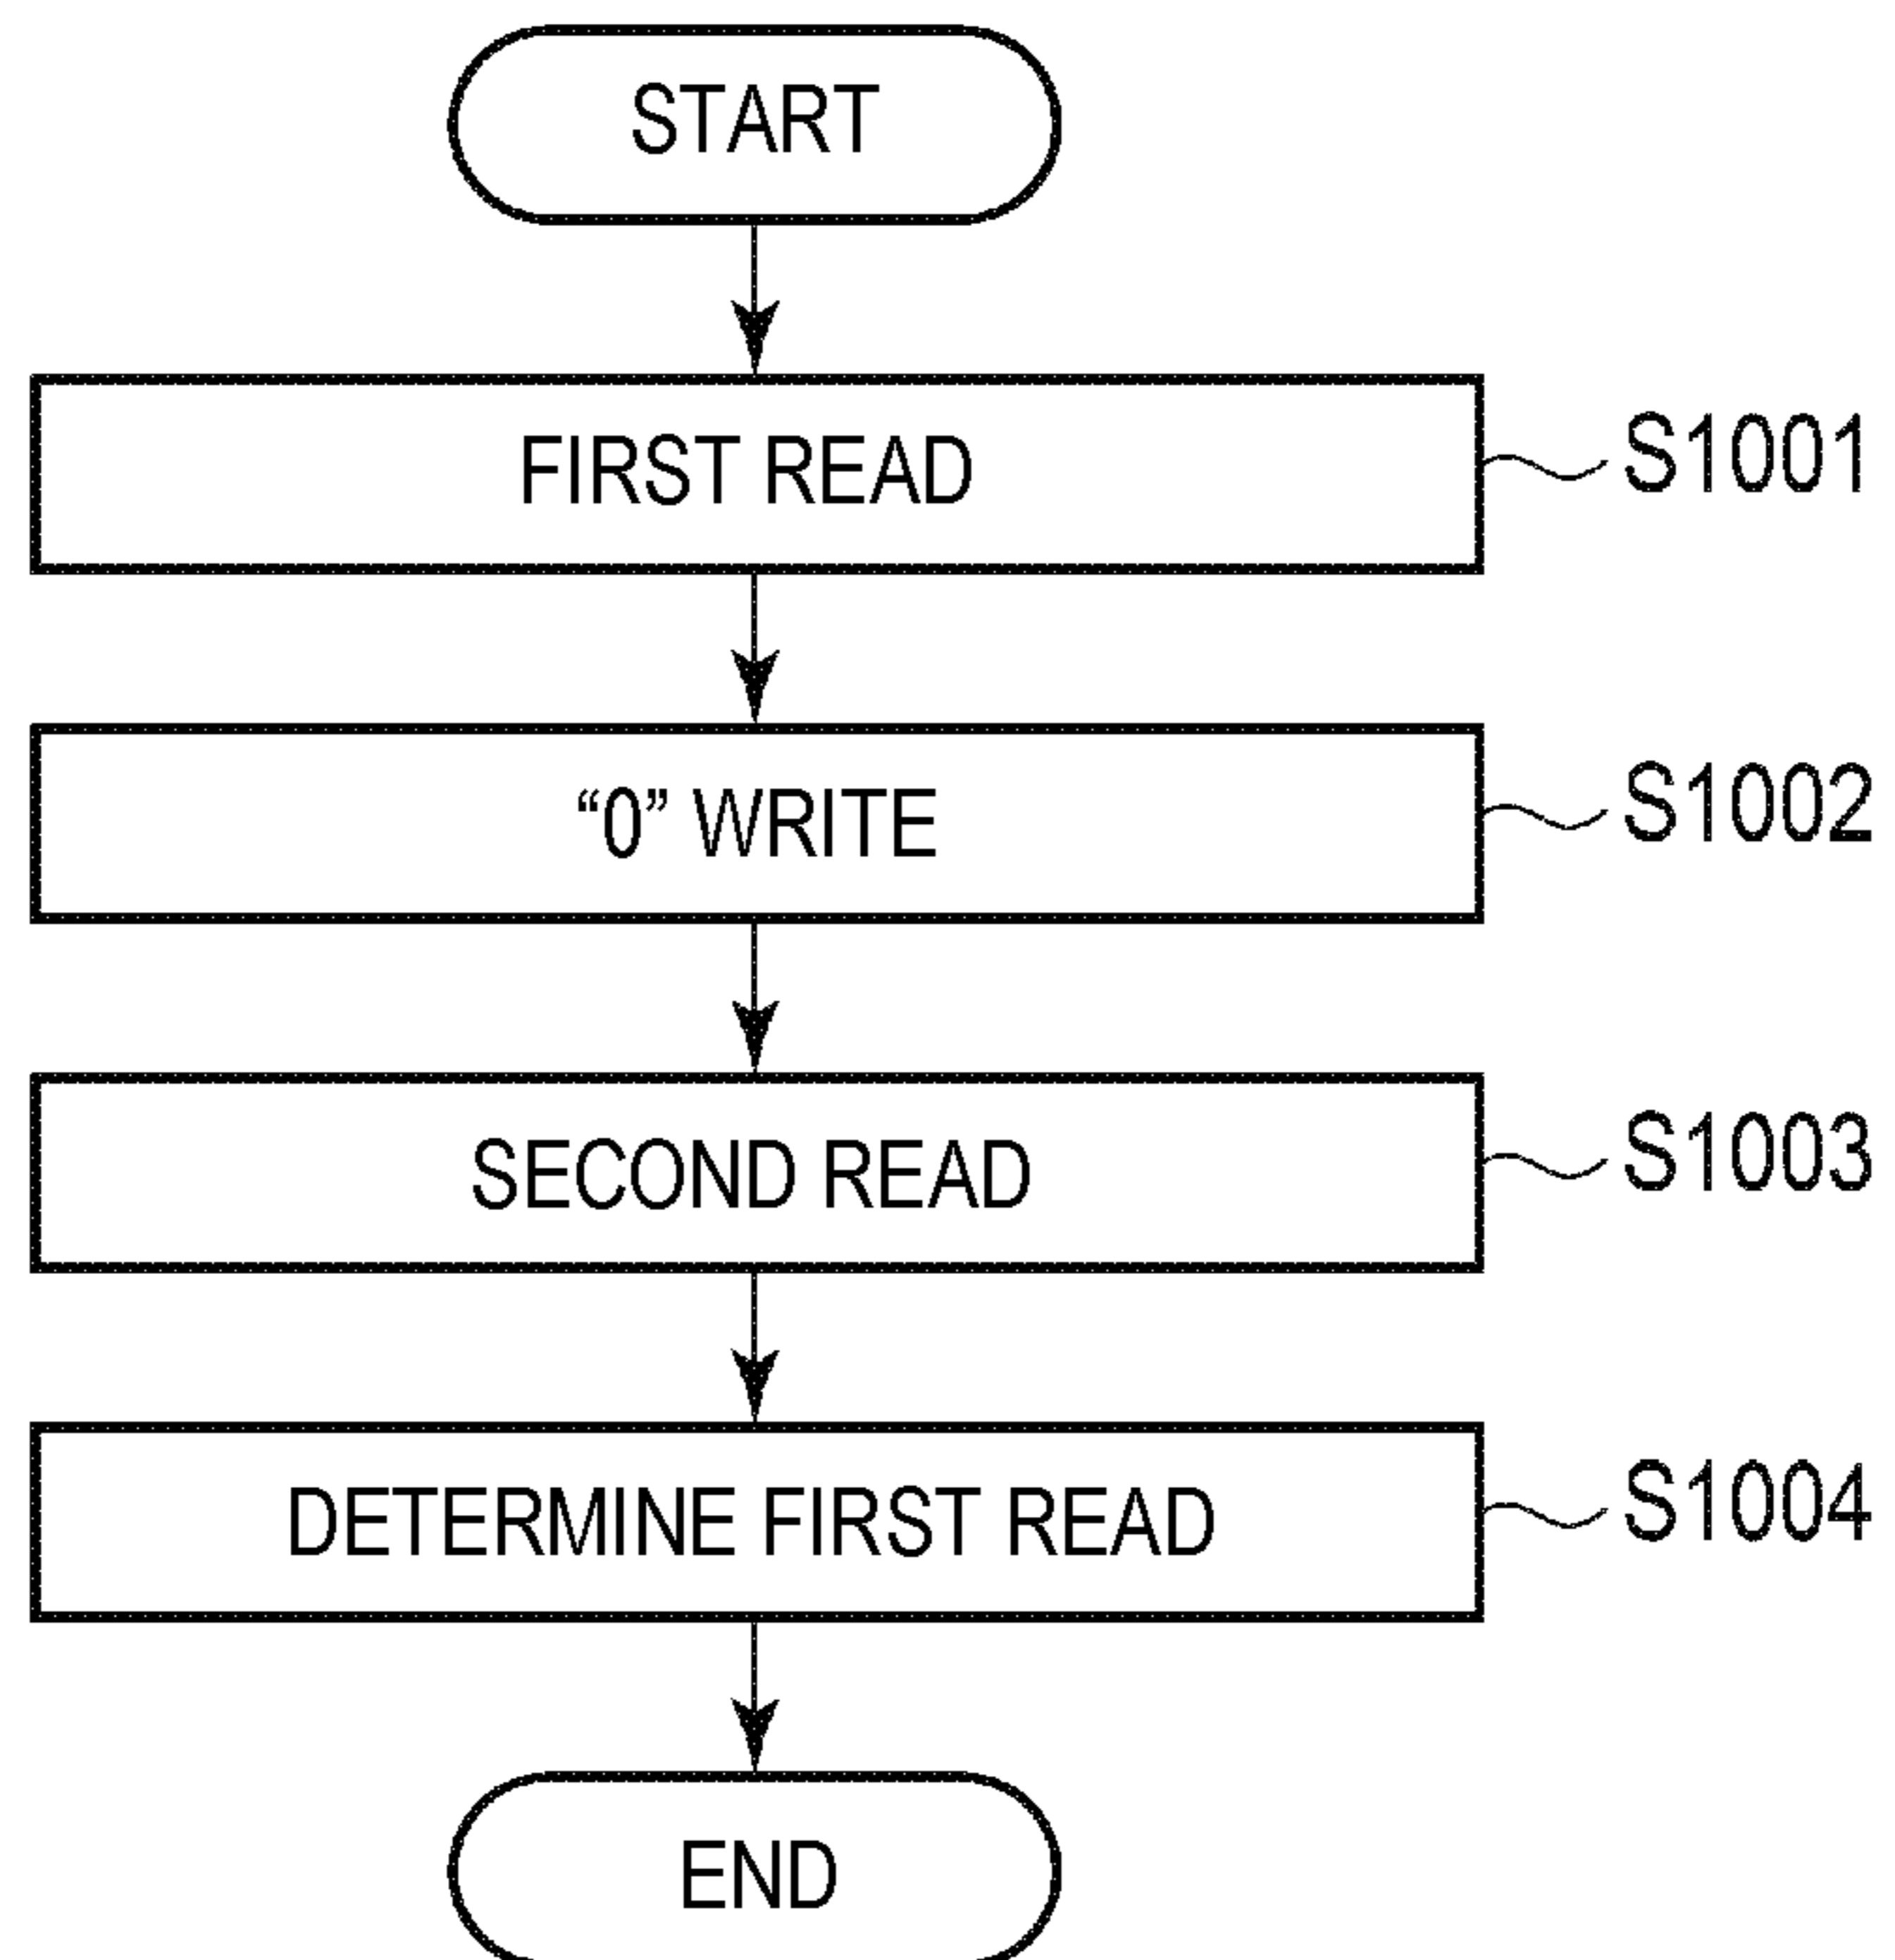 START
FIRST READ
S1001
“0” WRITE
S1002
SECOND READ
S1003
DETERMINE FIRST READ
S1004
END